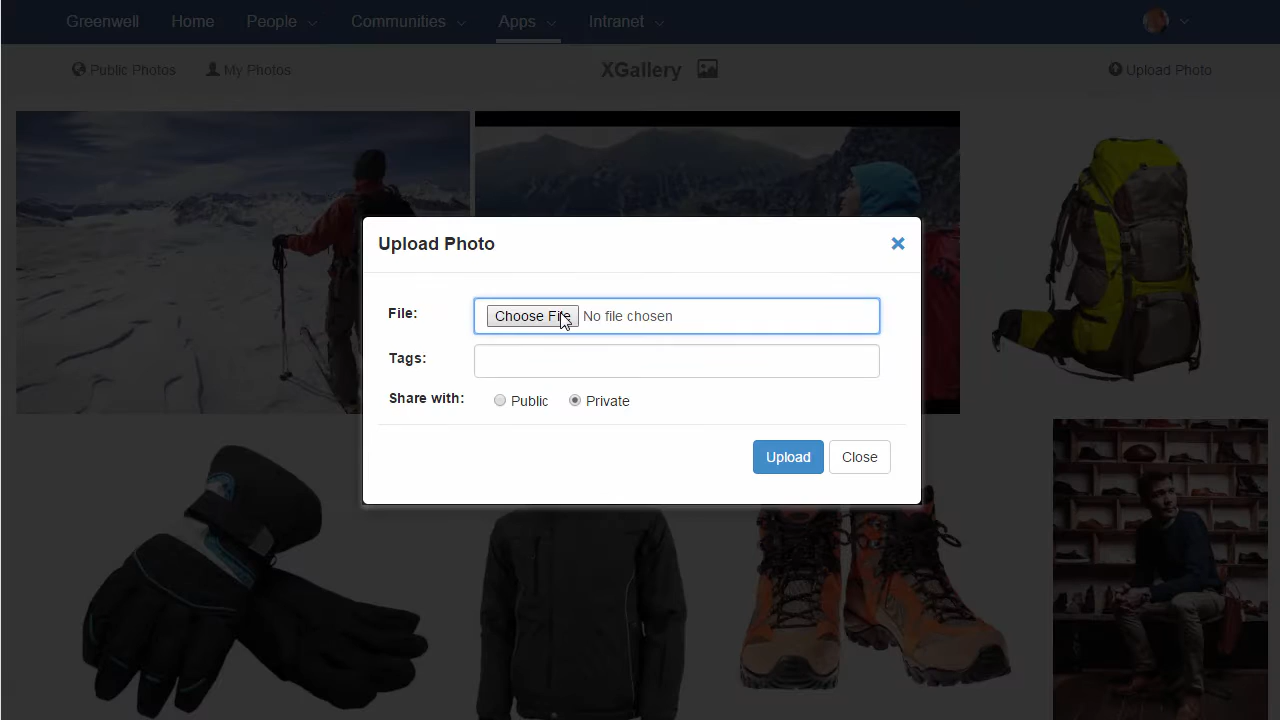 Greenwell Home People Communities Apps Intranet
Public Photos My Photos XGallery Upload Photo
Upload Photo
File: Choose File No file chosen
Tags:
Share with: Public Private
Upload Close